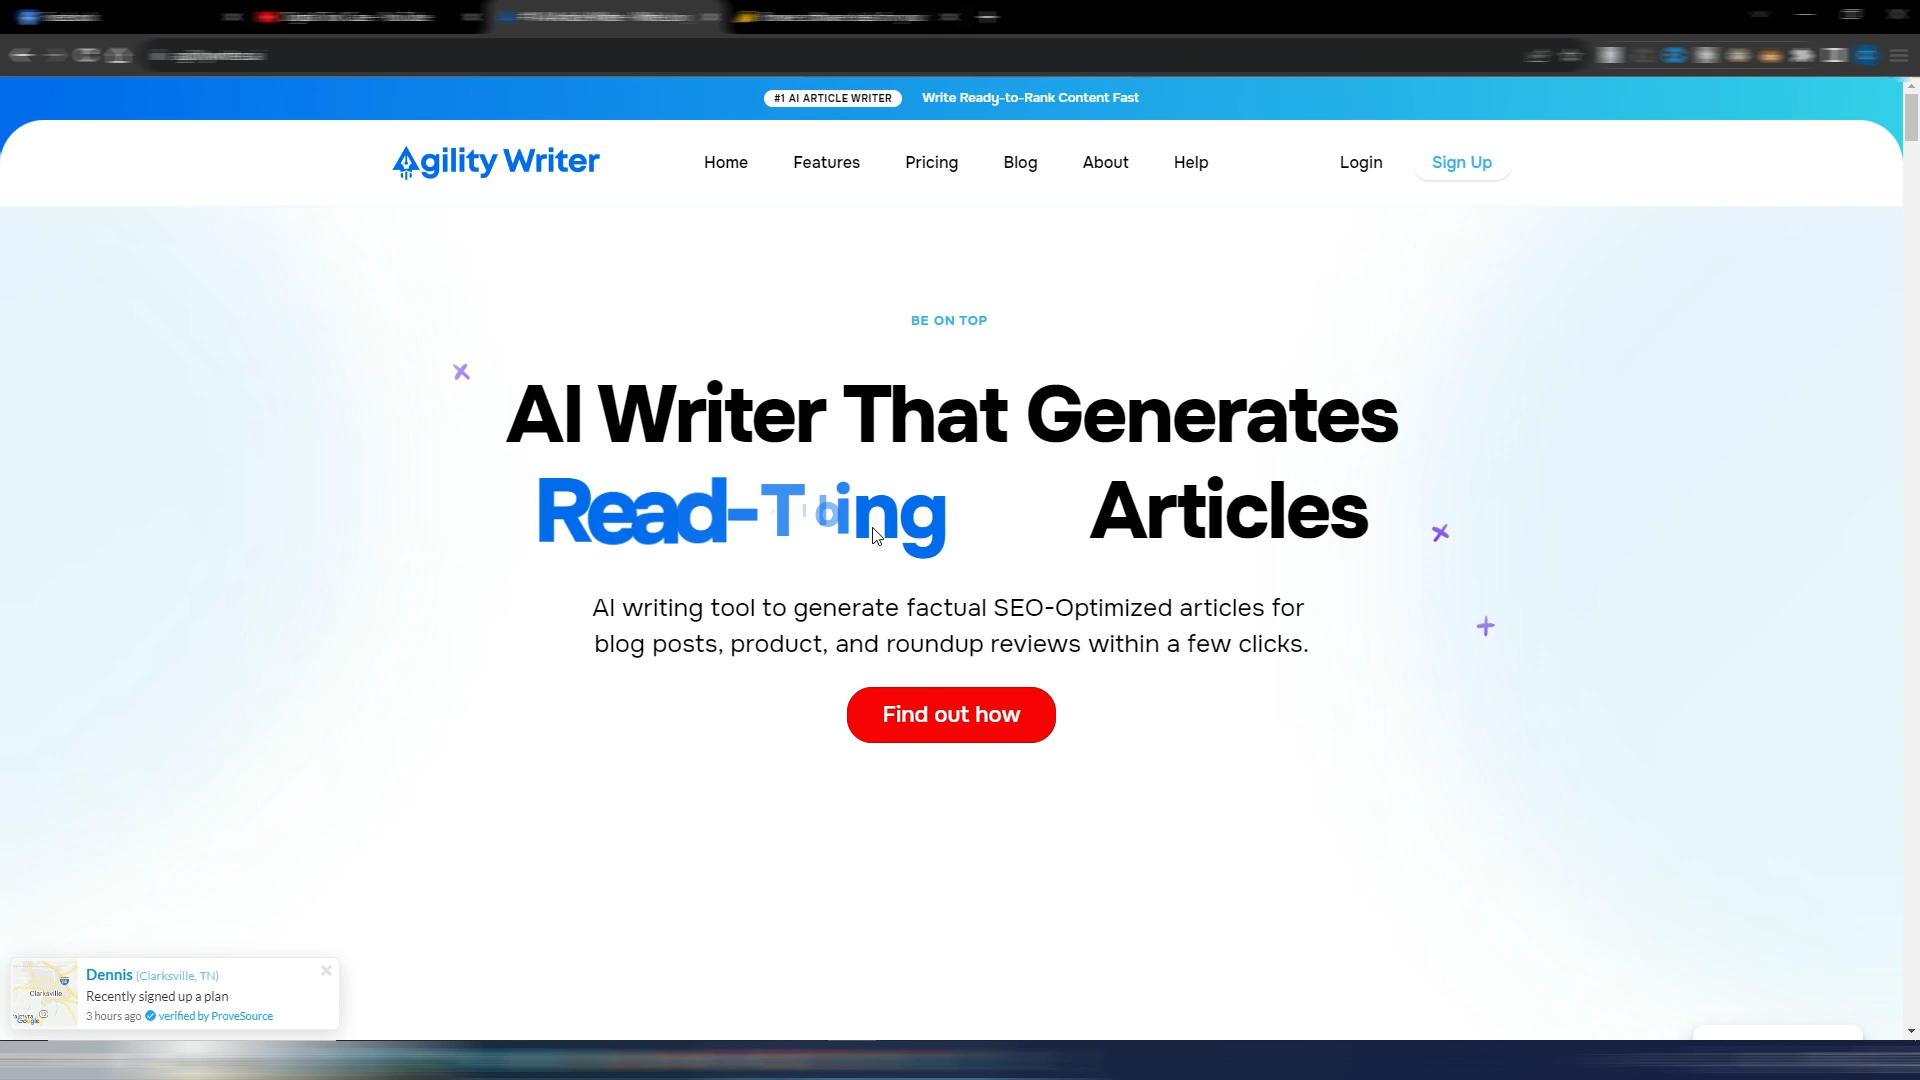 #1 AI ARTICLE WRITER Write Ready-to-Rank Content Fast
Agility Writer Home Features Pricing Blog About Help Login Sign Up
BE ON TOP
AI Writer That Generates
Articles
AI writing tool to generate factual SEO-Optimized articles for
blog posts, product, and roundup reviews within a few clicks.
Find out how
Dennis (Clarksville, TN)
Recently signed up a plan
3 hours ago verified by ProveSource
Clarksville
Google